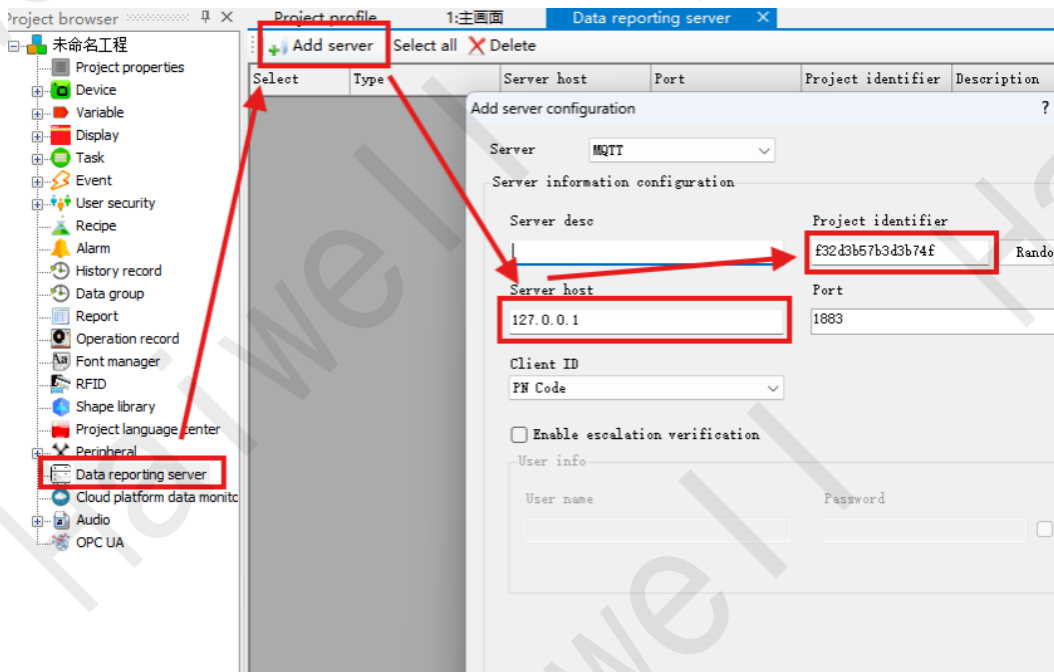 Project browser
Project profile
1:主画面
Data reporting server
未命名工程
Project properties
Device
Variable
Display
Task
Event
User security
Recipe
Alarm
History record
Data group
Report
Operation record
Font manager
RFID
Shape library
Project language center
Peripheral
Data reporting server
Cloud platform data monitc
Audio
OPC UA
Add server
Select all
Delete
Select
Type
Server host
Port
Project identifier
Description
Add server configuration
?
Server
MQTT
Server information configuration
Server desc
Project identifier
f32d3b57b3d3b74f
Rando
Server host
Port
127.0.0.1
1883
Client ID
PN Code
Enable escalation verification
User info
User name
Password
Haiwell